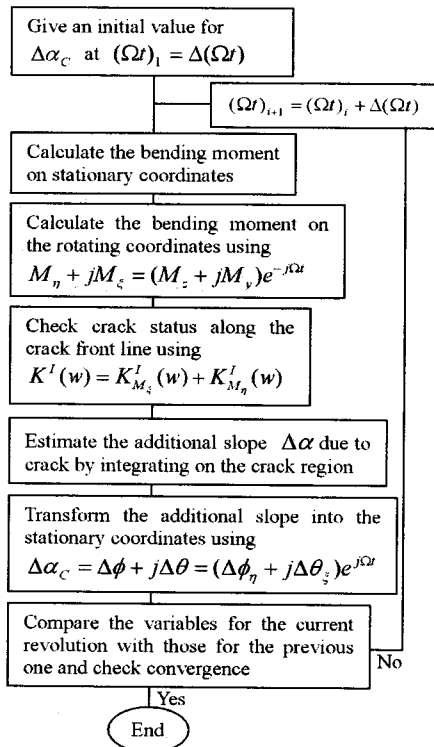 Give an initial value for
Δα_C at (Ωt)₁ = Δ(Ωt)
(Ωt)ᵢ₊₁ = (Ωt)ᵢ + Δ(Ωt)
Calculate the bending moment
on stationary coordinates
Calculate the bending moment on
the rotating coordinates using
M_η + jM_ξ = (M_z + jM_y)e^{-jΩt}
Check crack status along the
crack front line using
K^I(w) = K^I_{M_ξ}(w) + K^I_{M_η}(w)
Estimate the additional slope Δα due to
crack by integrating on the crack region
Transform the additional slope into the
stationary coordinates using
Δα_C = Δϕ + jΔθ = (Δϕ_η + jΔθ_ξ)e^{jΩt}
Compare the variables for the current
revolution with those for the previous
one and check convergence
No
Yes
End